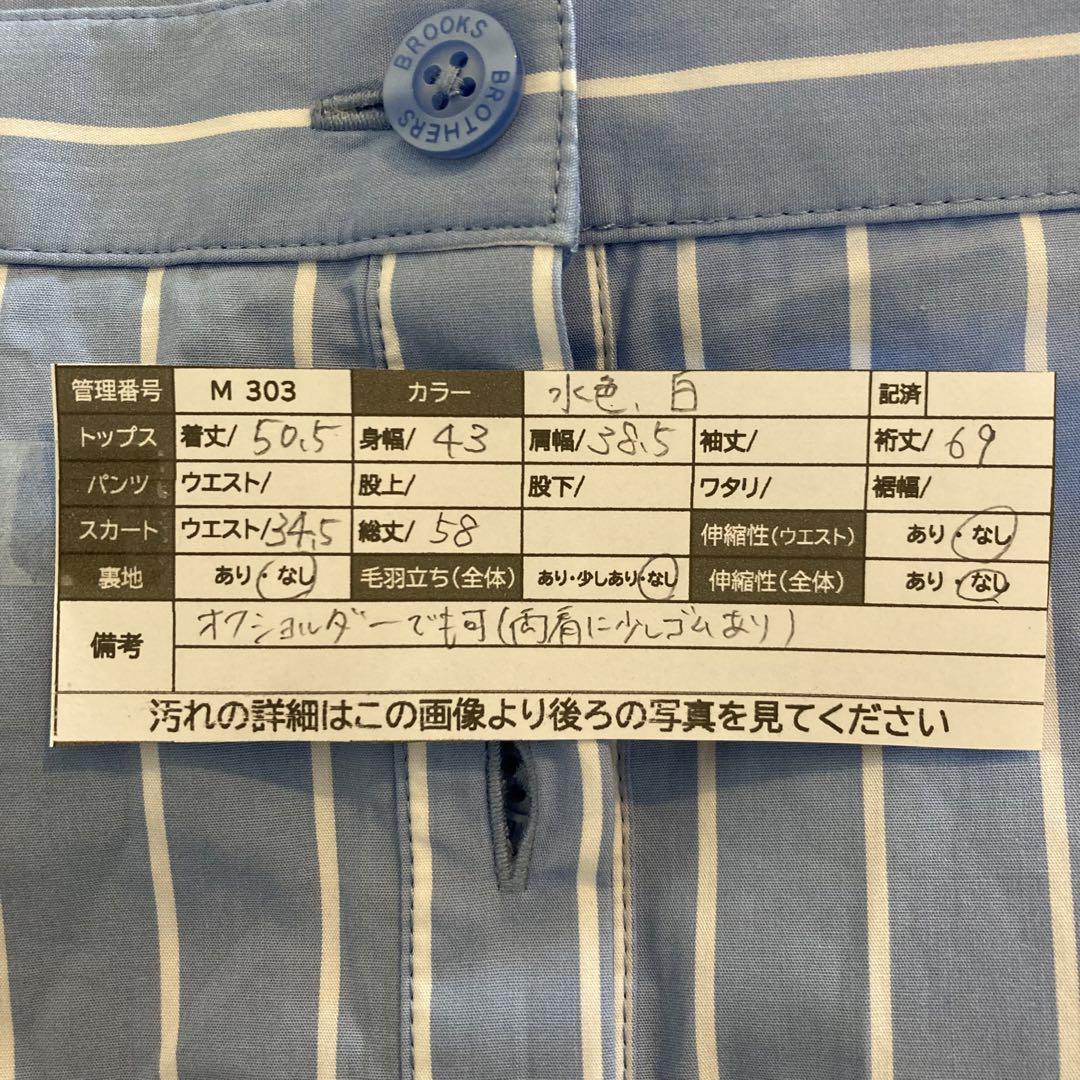 BROOKS BROTHERS
管理番号 M 303 カラー 水色、白 記済
トップス 着丈/ 50.5 身幅/ 43 肩幅/ 38.5 袖丈/ 裄丈/ 69
パンツ ウエスト/ 股上/ 股下/ ワタリ/ 裾幅/
スカート ウエスト/ 34.5 総丈/ 58 伸縮性(ウエスト) あり・なし
裏地 あり・なし 毛羽立ち(全体) あり・少しあり・なし 伸縮性(全体) あり・なし
備考 オフショルダーでも可(両肩に少しゴムあり)
汚れの詳細はこの画像より後ろの写真を見てください